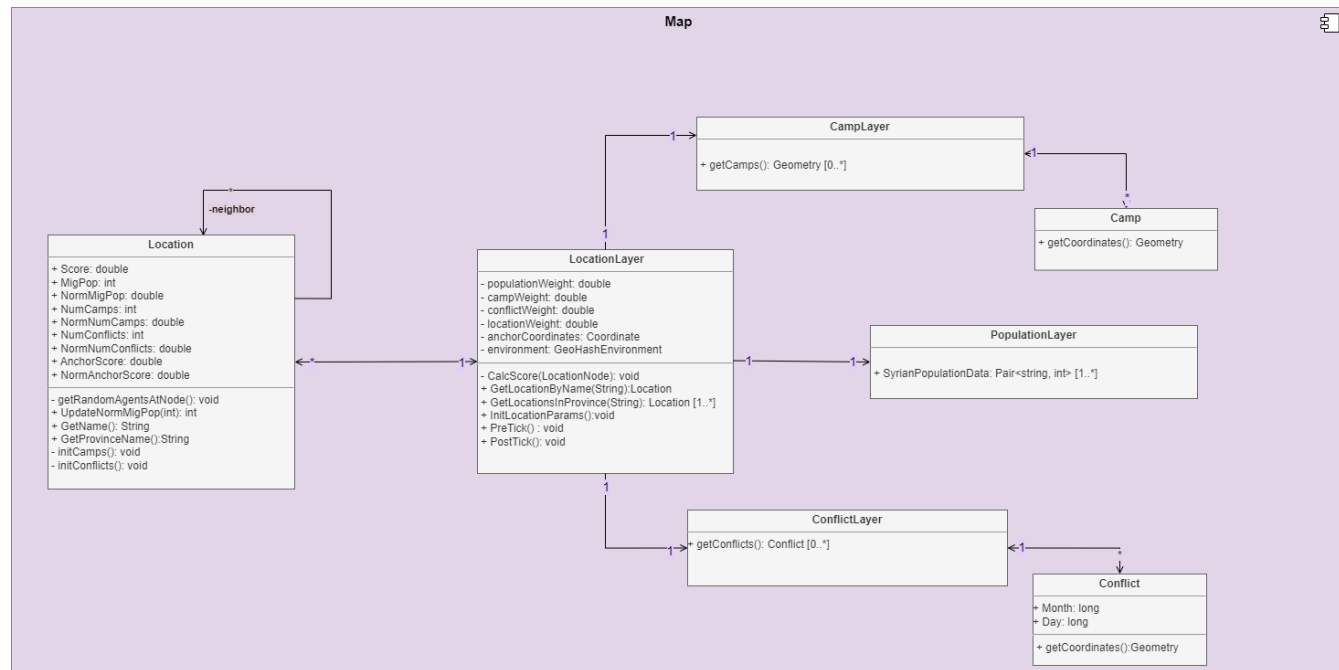 Map
CampLayer
+ getCamps(): Geometry [0..*]
1
1
1
*
Camp
+ getCoordinates(): Geometry
*
-neighbor
Location
+ Score: double
+ MigPop: int
+ NormMigPop: double
+ NumCamps: int
+ NormNumCamps: double
+ NumConflicts: int
+ NormNumConflicts: double
+ AnchorScore: double
+ NormAnchorScore: double
- getRandomAgentsAtNode(): void
+ UpdateNormMigPop(int): int
+ GetName(): String
+ GetProvinceName():String
- initCamps(): void
- initConflicts(): void
*
1
LocationLayer
- populationWeight: double
- campWeight: double
- conflictWeight: double
- locationWeight: double
- anchorCoordinates: Coordinate
- environment: GeoHashEnvironment
- CalcScore(LocationNode): void
+ GetLocationByName(String):Location
+ GetLocationsInProvince(String): Location [1..*]
+ InitLocationParams():void
+ PreTick() : void
+ PostTick(): void
1
1
PopulationLayer
+ SyrianPopulationData: Pair<string, int> [1..*]
1
1
ConflictLayer
+ getConflicts(): Conflict [0..*]
1
*
Conflict
+ Month: long
+ Day: long
+ getCoordinates():Geometry